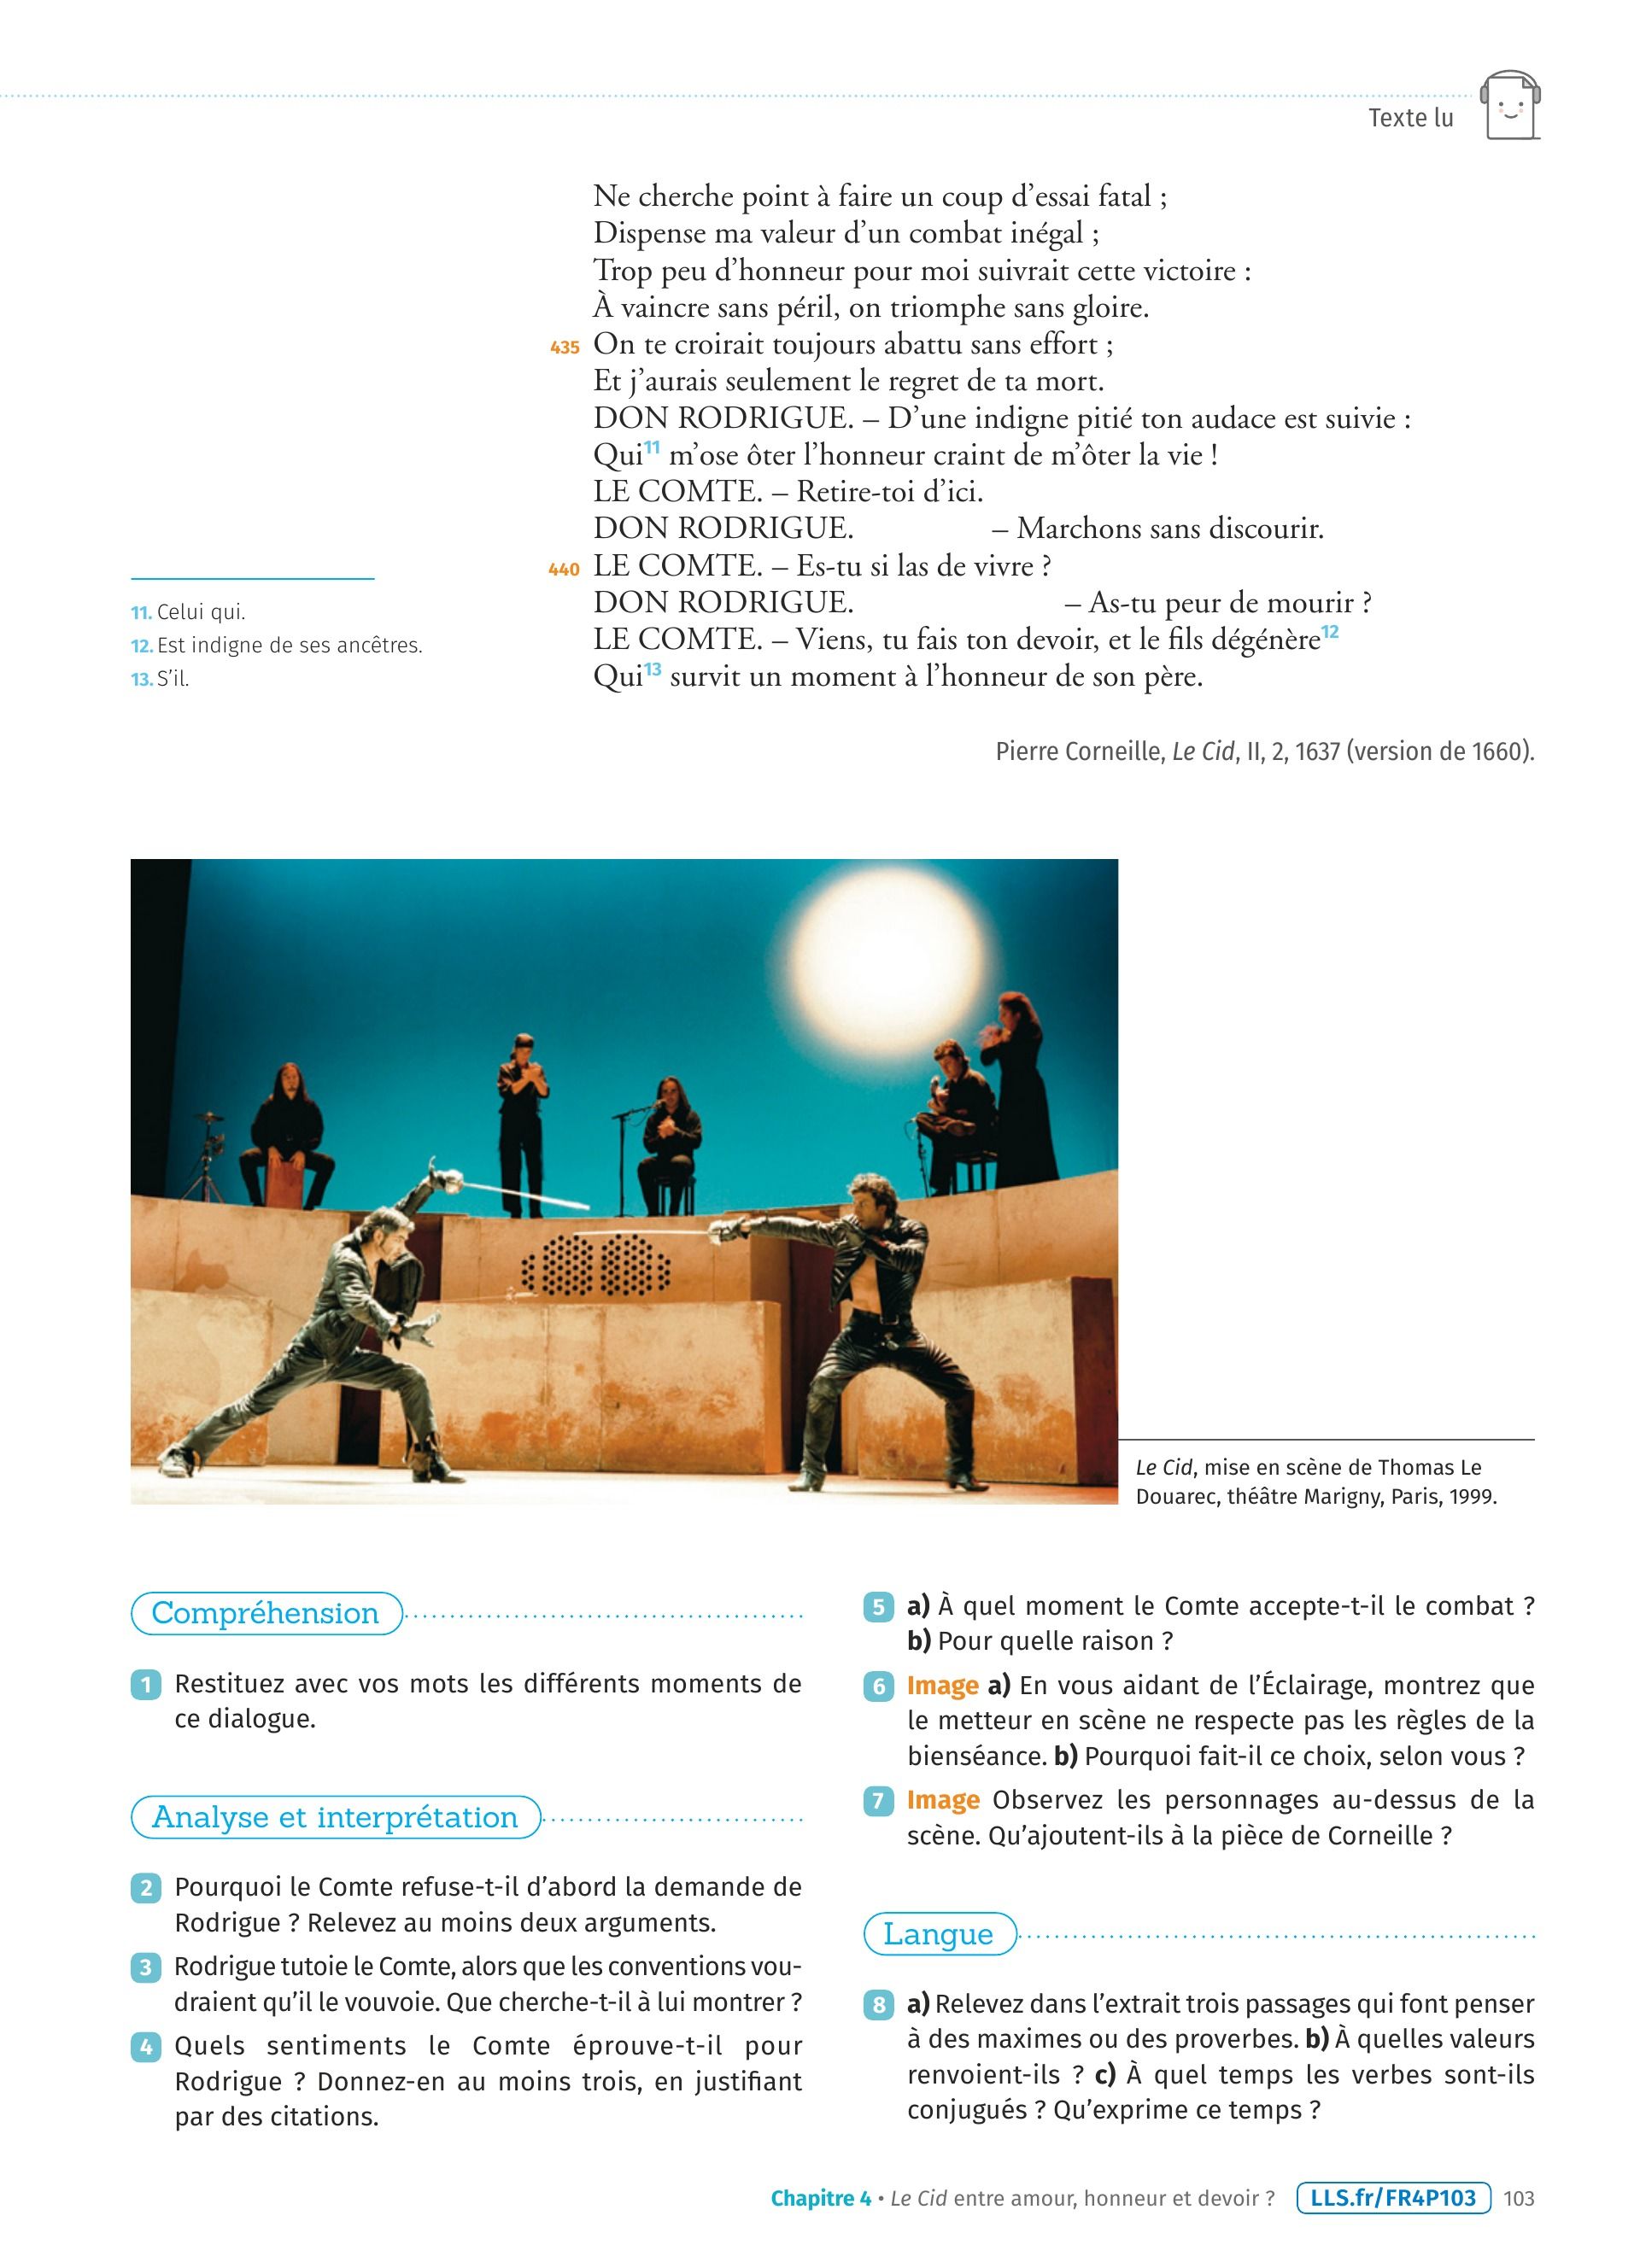 Texte lu
Ne cherche point à faire un coup d’essai fatal ;
Dispense ma valeur d’un combat inégal ;
Trop peu d’honneur pour moi suivrait cette victoire :
À vaincre sans péril, on triomphe sans gloire.
435 On te croirait toujours abattu sans effort ;
Et j’aurais seulement le regret de ta mort.
DON RODRIGUE. – D’une indigne pitié ton audace est suivie :
Qui11 m’ose ôter l’honneur craint de m’ôter la vie !
LE COMTE. – Retire-toi d’ici.
DON RODRIGUE. – Marchons sans discourir.
440 LE COMTE. – Es-tu si las de vivre ?
DON RODRIGUE. – As-tu peur de mourir ?
LE COMTE. – Viens, tu fais ton devoir, et le fils dégénère12
Qui13 survit un moment à l’honneur de son père.
11. Celui qui.
12. Est indigne de ses ancêtres.
13. S’il.
Pierre Corneille, Le Cid, II, 2, 1637 (version de 1660).
Le Cid, mise en scène de Thomas Le
Douarec, théâtre Marigny, Paris, 1999.
Compréhension
1 Restituez avec vos mots les différents moments de
ce dialogue.
Analyse et interprétation
2 Pourquoi le Comte refuse-t-il d’abord la demande de
Rodrigue ? Relevez au moins deux arguments.
3 Rodrigue tutoie le Comte, alors que les conventions vou-
draient qu’il le vouvoie. Que cherche-t-il à lui montrer ?
4 Quels sentiments le Comte éprouve-t-il pour
Rodrigue ? Donnez-en au moins trois, en justifiant
par des citations.
5 a) À quel moment le Comte accepte-t-il le combat ?
b) Pour quelle raison ?
6 Image a) En vous aidant de l’Éclairage, montrez que
le metteur en scène ne respecte pas les règles de la
bienséance. b) Pourquoi fait-il ce choix, selon vous ?
7 Image Observez les personnages au-dessus de la
scène. Qu’ajoutent-ils à la pièce de Corneille ?
Langue
8 a) Relevez dans l’extrait trois passages qui font penser
à des maximes ou des proverbes. b) À quelles valeurs
renvoient-ils ? c) À quel temps les verbes sont-ils
conjugués ? Qu’exprime ce temps ?
Chapitre 4 • Le Cid entre amour, honneur et devoir ? LLS.fr/FR4P103 103